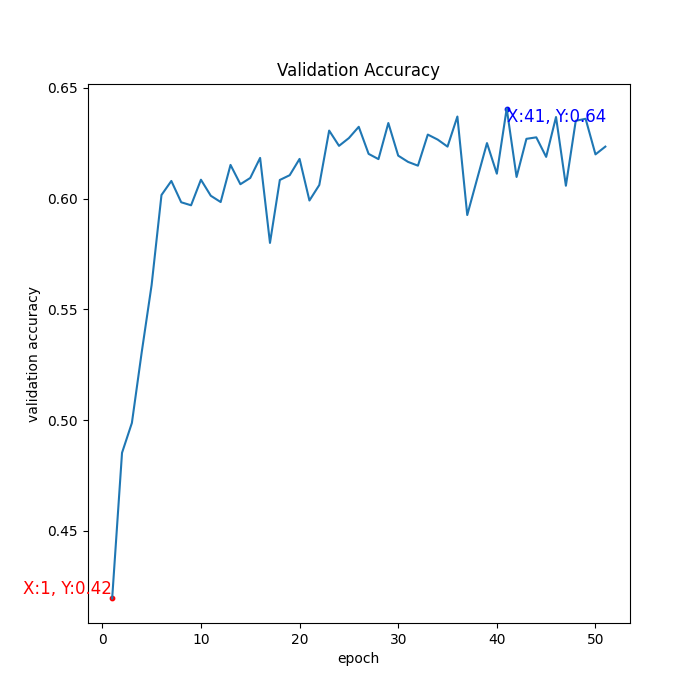 Validation Accuracy
0.65
0.60
0.55
0.50
0.45
validation accuracy
X:41, Y:0.64
X:1, Y:0.42
0 10 20 30 40 50
epoch